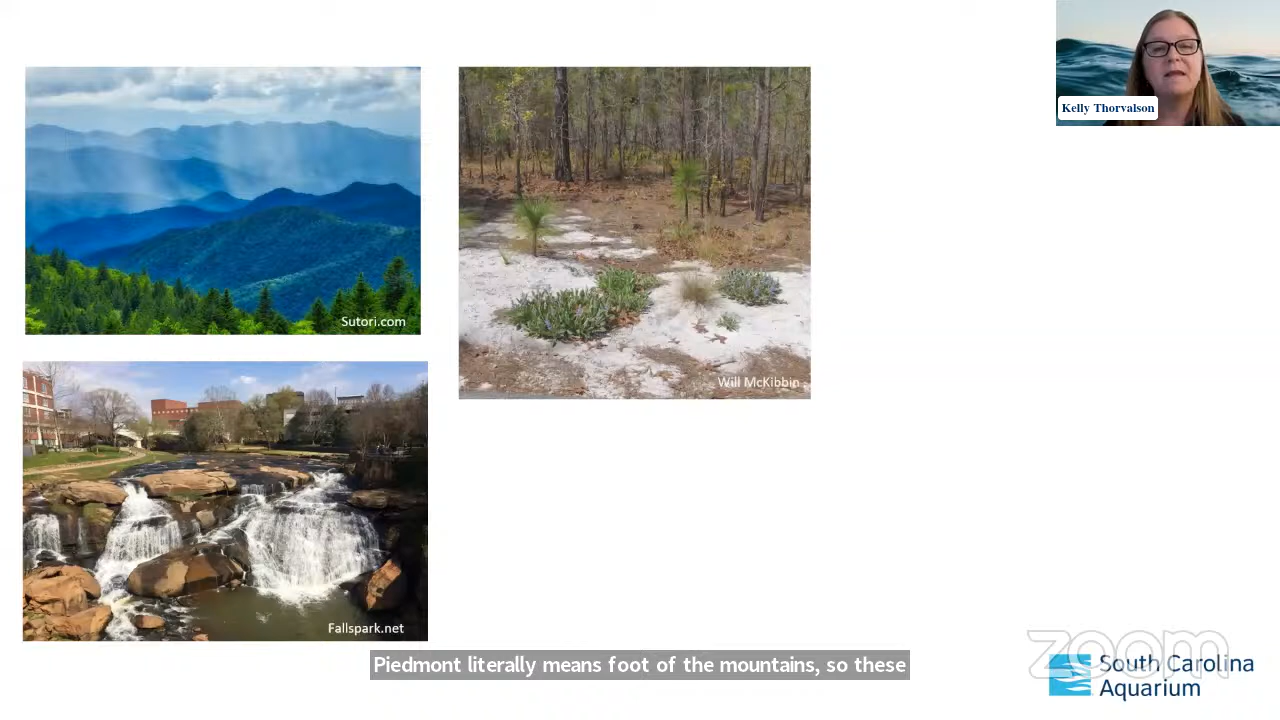 Kelly Thorvalson
Sutori.com
Will McKibbin
Fallspark.net
Piedmont literally means foot of the mountains, so these
zoom
South Carolina
Aquarium